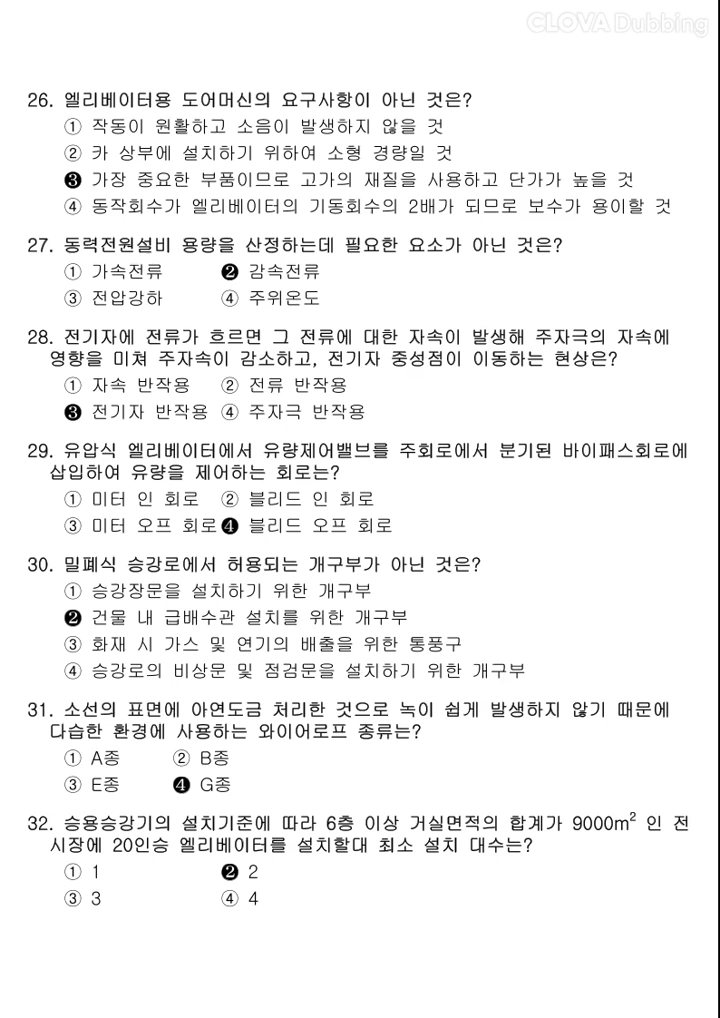 CLOVA Dubbing
26. 엘리베이터용 도어머신의 요구사항이 아닌 것은?
① 작동이 원활하고 소음이 발생하지 않을 것
② 카 상부에 설치하기 위하여 소형 경량일 것
❸ 가장 중요한 부품이므로 고가의 재질을 사용하고 단가가 높을 것
④ 동작회수가 엘리베이터의 기동회수의 2배가 되므로 보수가 용이할 것
27. 동력전원설비 용량을 산정하는데 필요한 요소가 아닌 것은?
① 가속전류 ❷ 감속전류
③ 전압강하 ④ 주위온도
28. 전기자에 전류가 흐르면 그 전류에 대한 자속이 발생해 주자극의 자속에
영향을 미쳐 주자속이 감소하고, 전기자 중성점이 이동하는 현상은?
① 자속 반작용 ② 전류 반작용
❸ 전기자 반작용 ④ 주자극 반작용
29. 유압식 엘리베이터에서 유량제어밸브를 주회로에서 분기된 바이패스회로에
삽입하여 유량을 제어하는 회로는?
① 미터 인 회로 ② 블리드 인 회로
③ 미터 오프 회로 ❹ 블리드 오프 회로
30. 밀폐식 승강로에서 허용되는 개구부가 아닌 것은?
① 승강장문을 설치하기 위한 개구부
❷ 건물 내 급배수관 설치를 위한 개구부
③ 화재 시 가스 및 연기의 배출을 위한 통풍구
④ 승강로의 비상문 및 점검문을 설치하기 위한 개구부
31. 소선의 표면에 아연도금 처리한 것으로 녹이 쉽게 발생하지 않기 때문에
다습한 환경에 사용하는 와이어로프 종류는?
① A종 ② B종
③ E종 ❹ G종
32. 승용승강기의 설치기준에 따라 6층 이상 거실면적의 합계가 9000m² 인 전
시장에 20인승 엘리베이터를 설치할대 최소 설치 대수는?
① 1 ❷ 2
③ 3 ④ 4